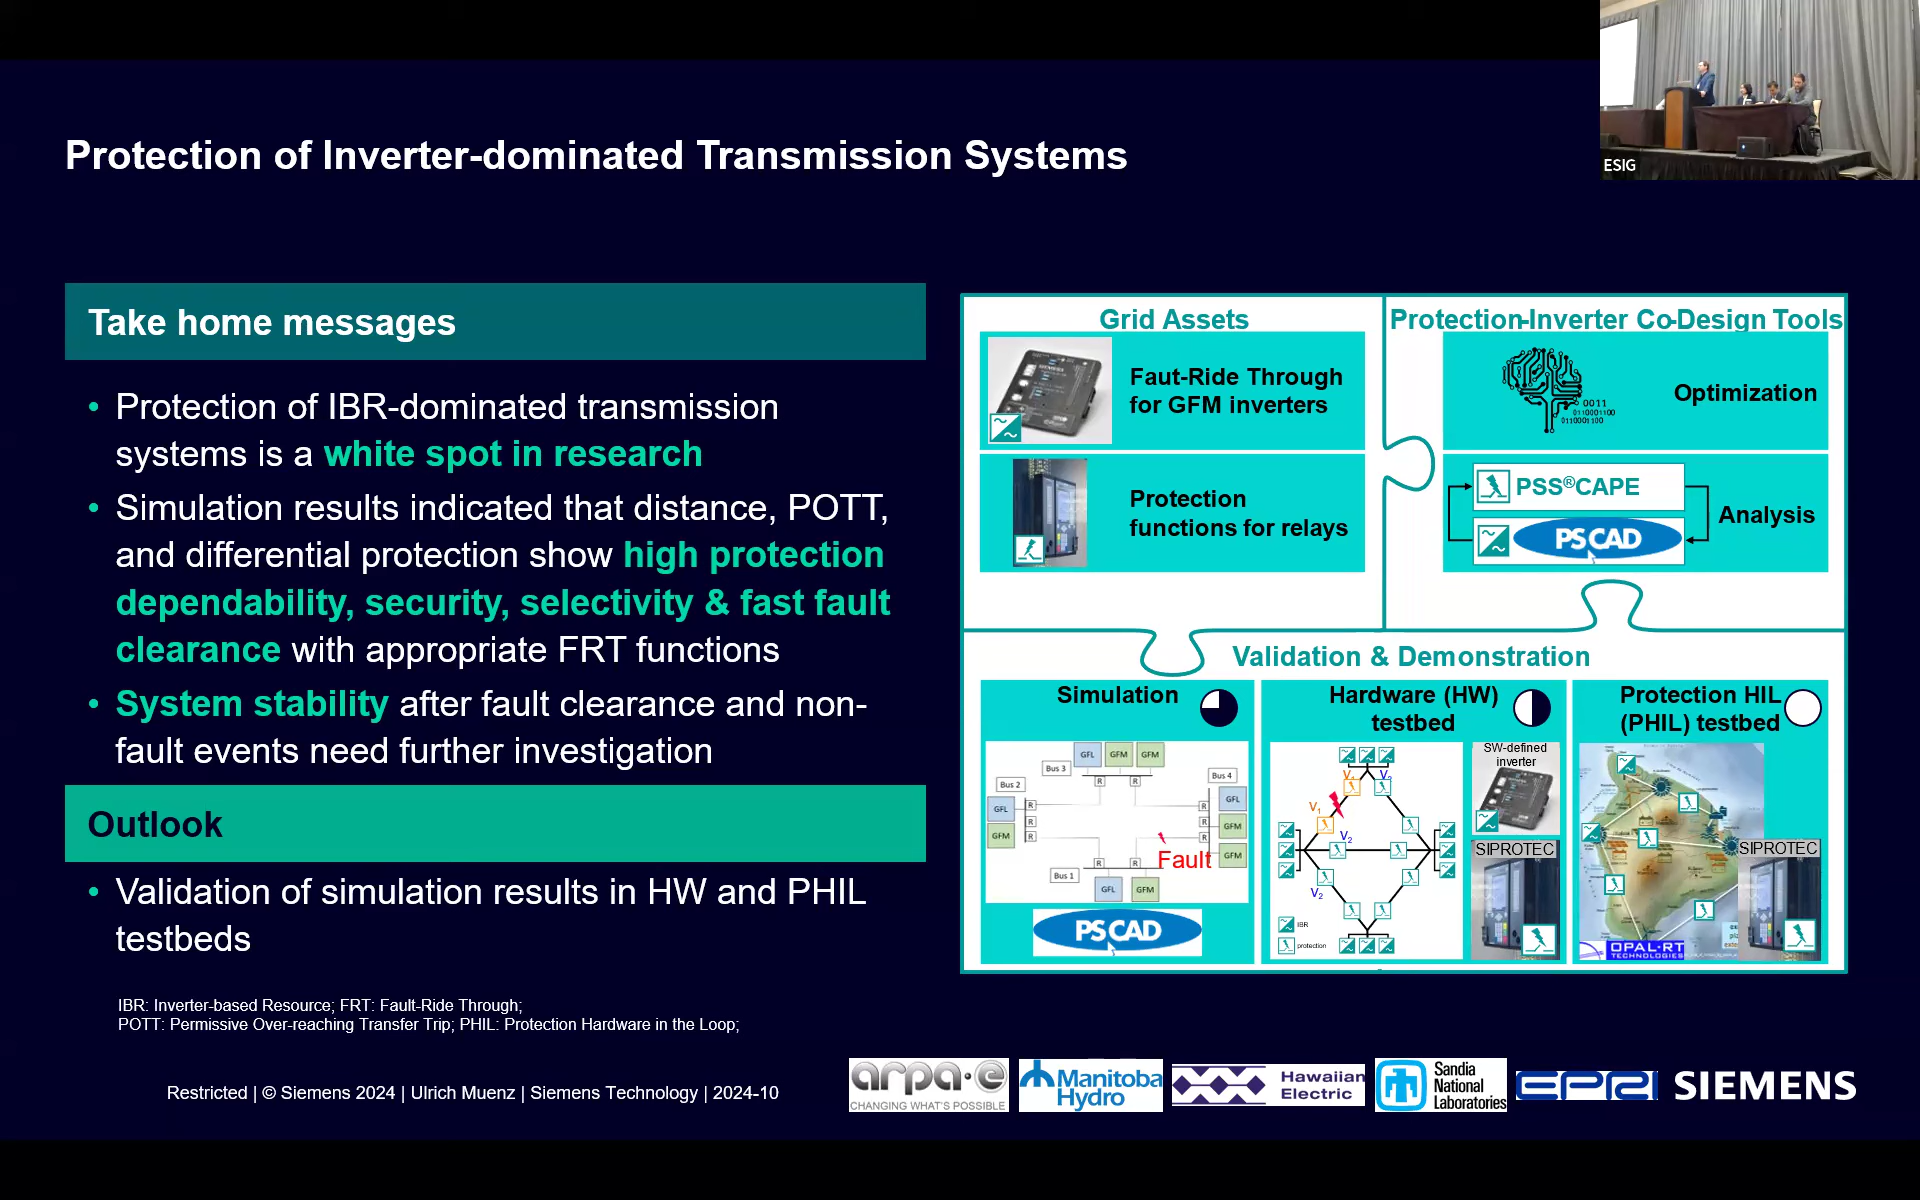 ESIG
Protection of Inverter-dominated Transmission Systems
Take home messages
• Protection of IBR-dominated transmission
systems is a white spot in research
• Simulation results indicated that distance, POTT,
and differential protection show high protection
dependability, security, selectivity & fast fault
clearance with appropriate FRT functions
• System stability after fault clearance and non-
fault events need further investigation
Outlook
• Validation of simulation results in HW and PHIL
testbeds
IBR: Inverter-based Resource; FRT: Fault-Ride Through;
POTT: Permissive Over-reaching Transfer Trip; PHIL: Protection Hardware in the Loop;
Grid Assets
Faut-Ride Through
for GFM inverters
Protection
functions for relays
Protection-Inverter Co-Design Tools
0011
0110001100
0110001100
Optimization
PSS®CAPE
PSCAD
Analysis
Validation & Demonstration
Simulation
GFL GFM GFM
Bus 3
R R
Bus 2
GFL
GFM
R
R
R
Bus 4
GFL
GFM
GFM
R
R
R
Fault
R R
Bus 1
GFL GFM
PSCAD
Hardware (HW)
testbed
V1 V2
V1
V2
V2
IBR
protection
SW-defined
inverter
SIPROTEC
Protection HIL
(PHIL) testbed
SIPROTEC
OPAL-RT
TECHNOLOGIES
Restricted | © Siemens 2024 | Ulrich Muenz | Siemens Technology | 2024-10
arpa·e
CHANGING WHAT'S POSSIBLE
Manitoba
Hydro
Hawaiian
Electric
Sandia
National
Laboratories
EPRI
SIEMENS